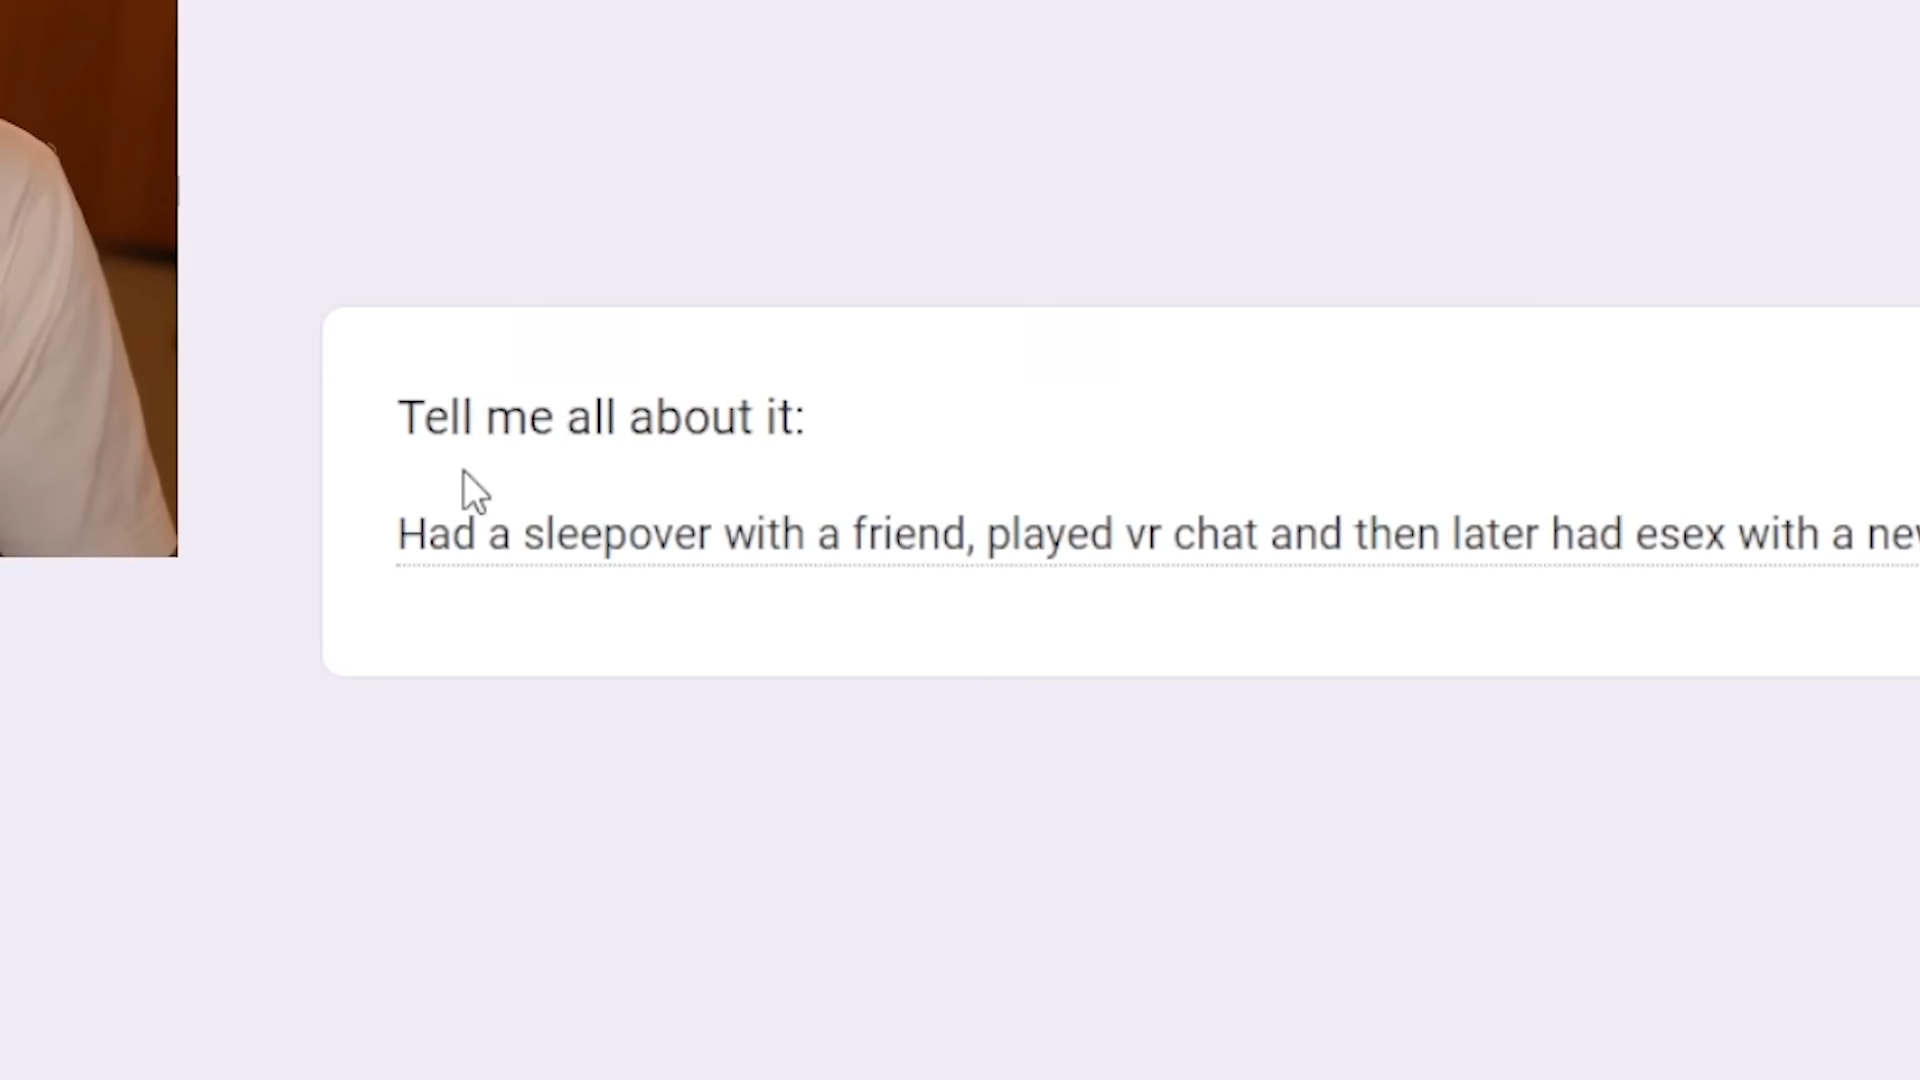 Tell me all about it:
Had a sleepover with a friend, played vr chat and then later had esex with a